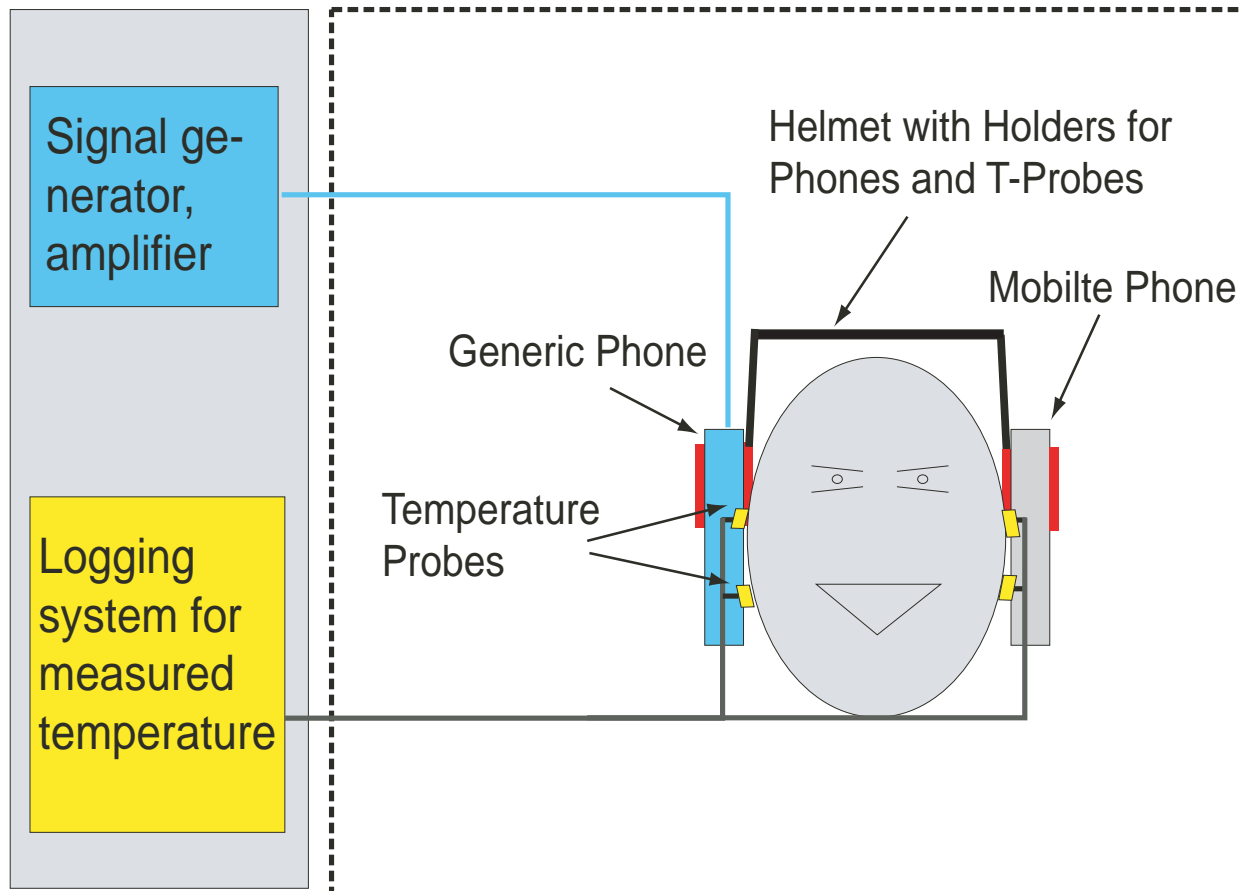 Signal ge-
nerator,
amplifier
Helmet with Holders for
Phones and T-Probes
Mobilte Phone
Generic Phone
Temperature
Probes
Logging
system for
measured
temperature